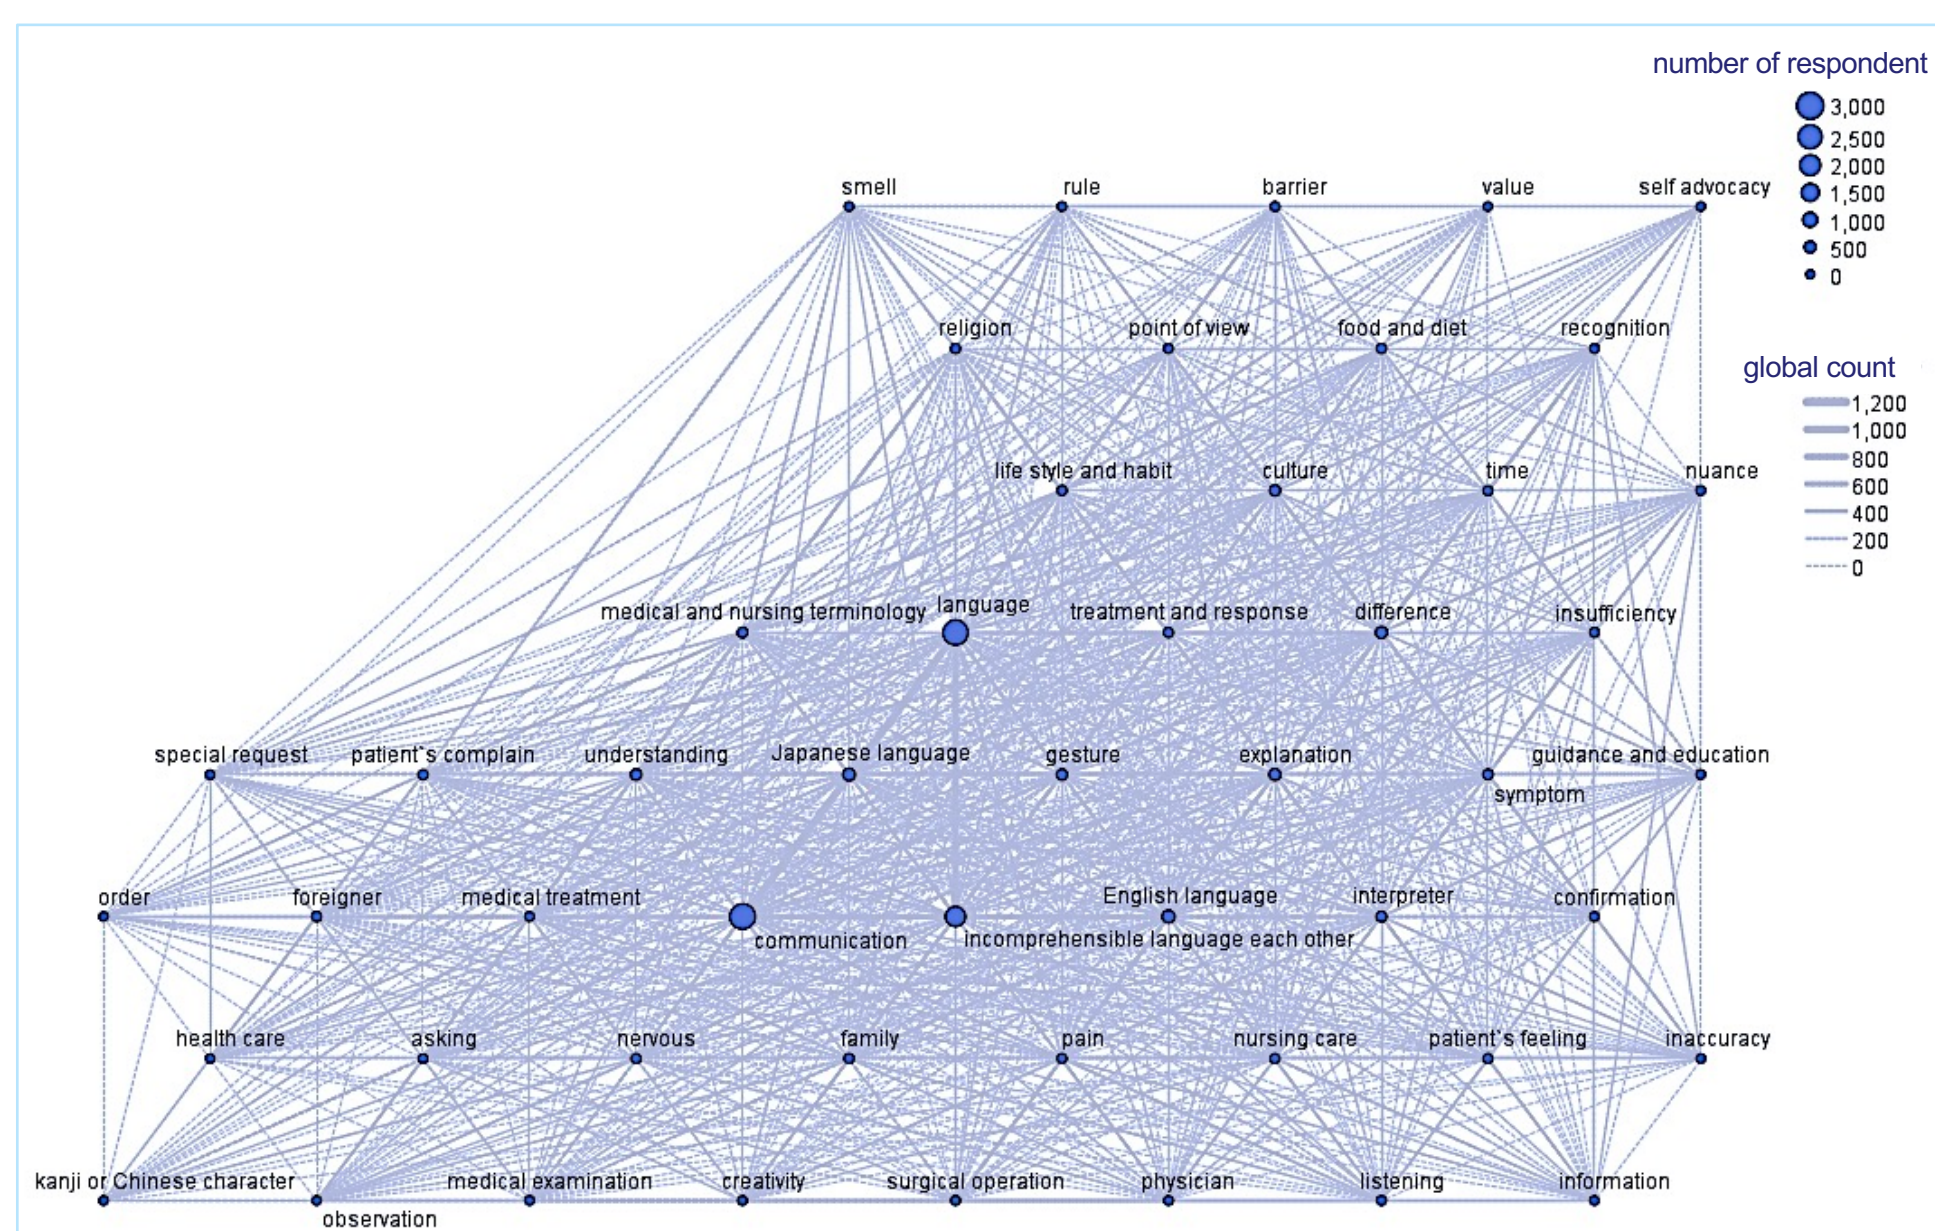 number of respondent
3,000
2,500
2,000
1,500
1,000
500
0
smell
rule
barrier
value
self advocacy
religion
point of view
food and diet
recognition
global count
1,200
1,000
800
600
400
200
0
life style and habit
culture
time
nuance
medical and nursing terminology
language
treatment and response
difference
insufficiency
special request
patient`s complain
understanding
Japanese language
gesture
explanation
symptom
guidance and education
order
foreigner
medical treatment
communication
incomprehensible language each other
English language
interpreter
confirmation
health care
asking
nervous
family
pain
nursing care
patient`s feeling
inaccuracy
kanji or Chinese character
observation
medical examination
creativity
surgical operation
physician
listening
information